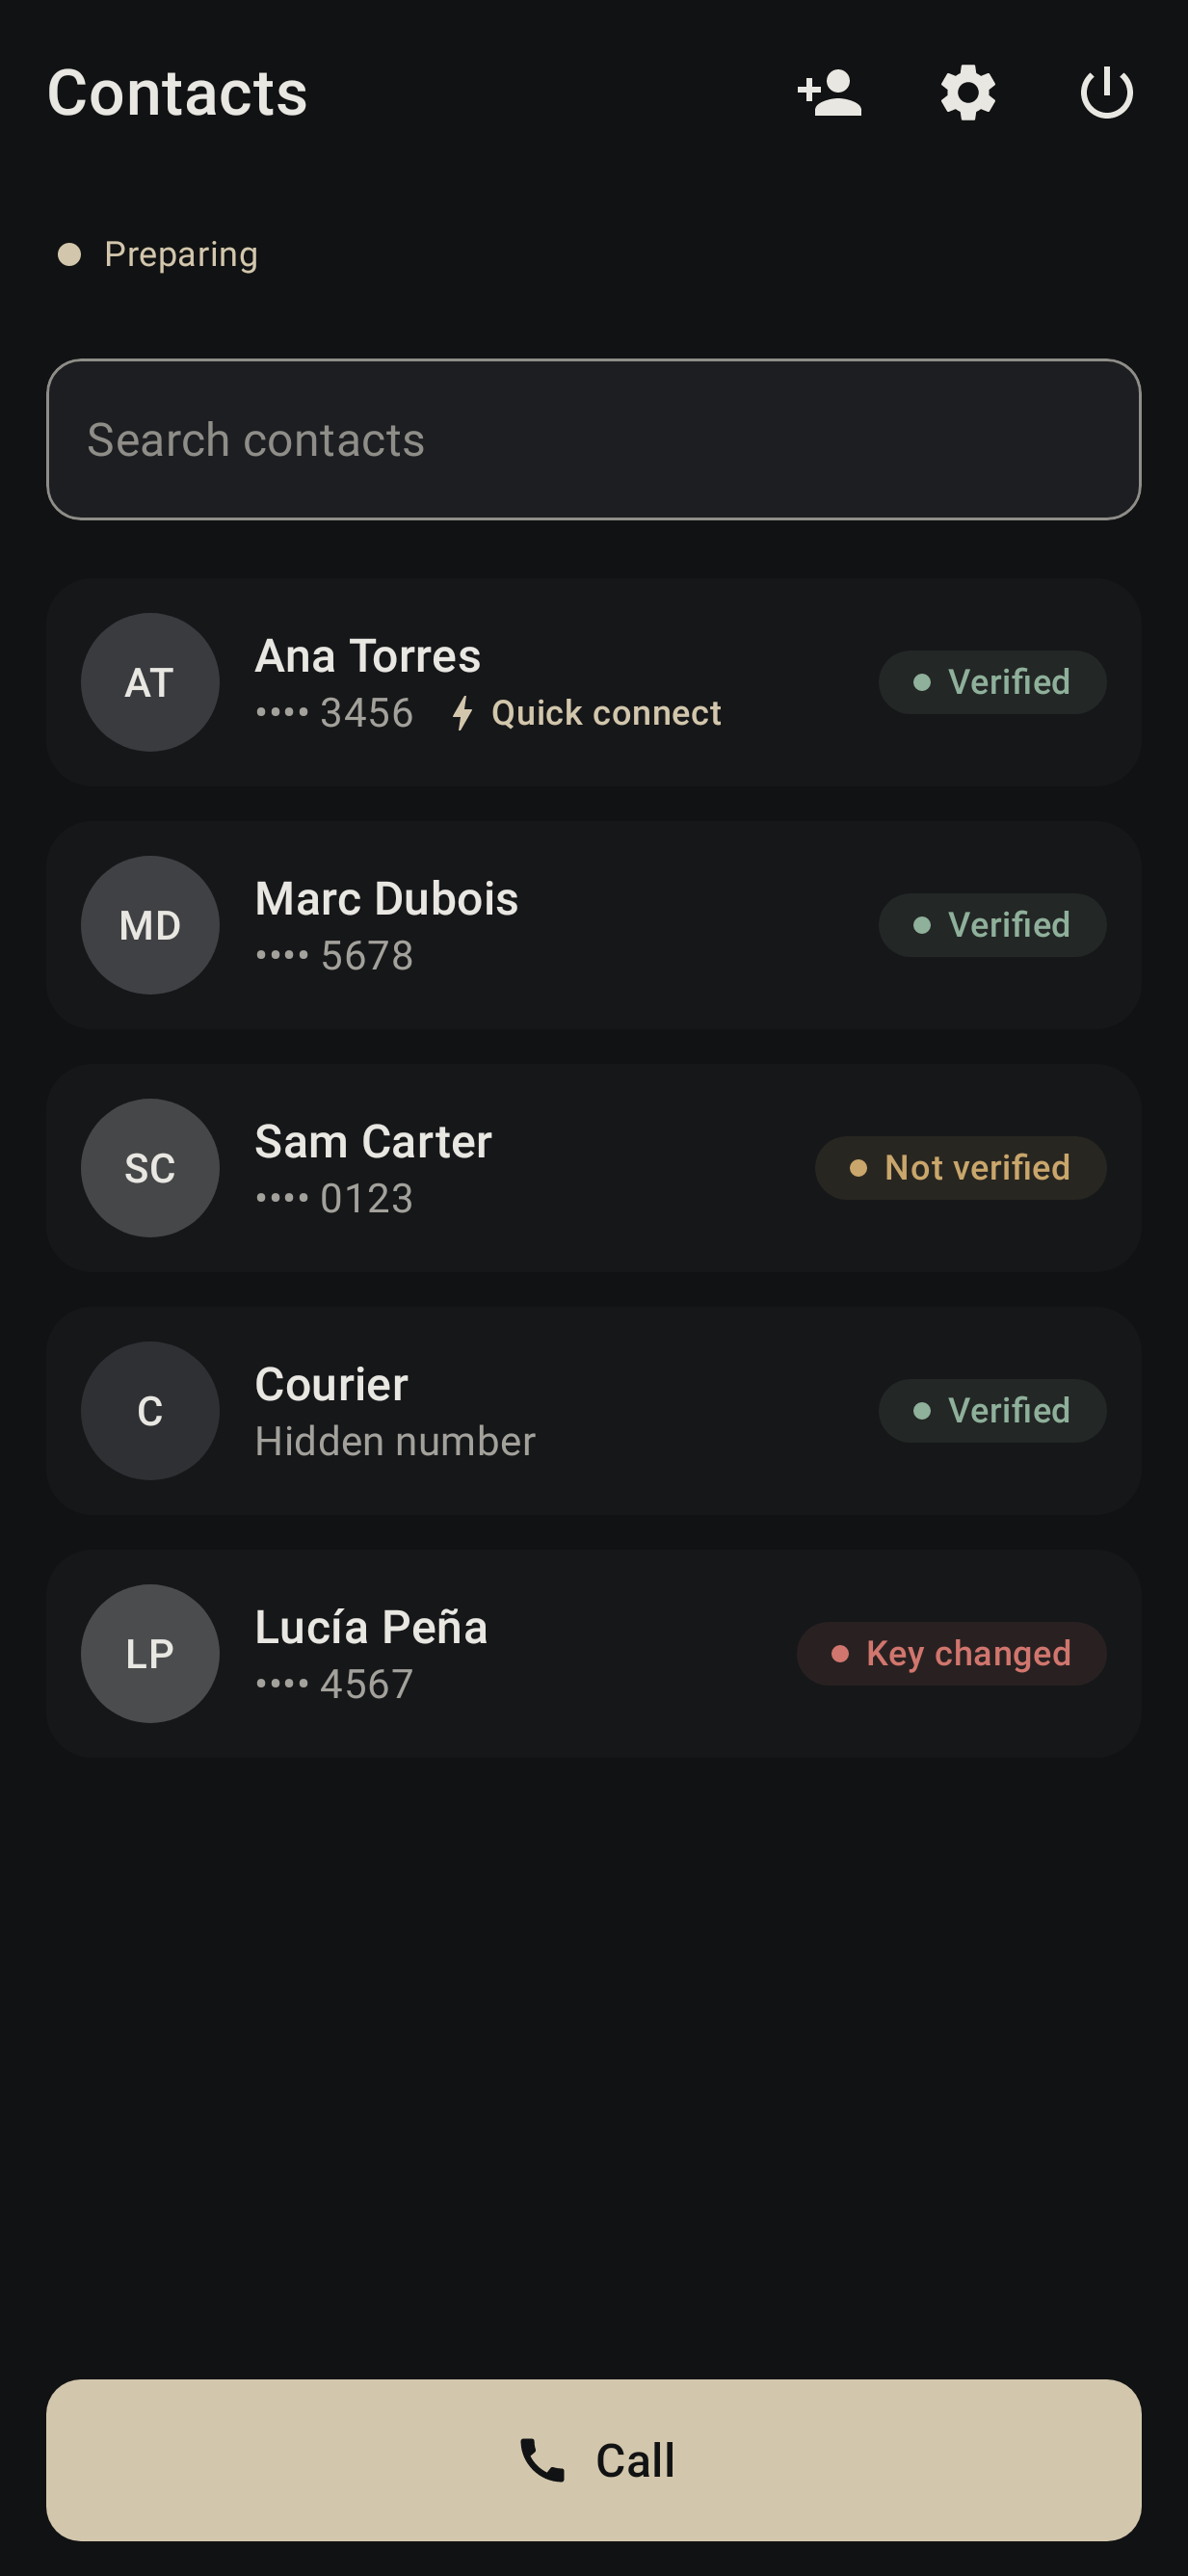 Contacts
Preparing
Search contacts
AT
Ana Torres
•••• 3456 Quick connect
Verified
MD
Marc Dubois
•••• 5678
Verified
SC
Sam Carter
•••• 0123
Not verified
C
Courier
Hidden number
Verified
LP
Lucía Peña
•••• 4567
Key changed
Call